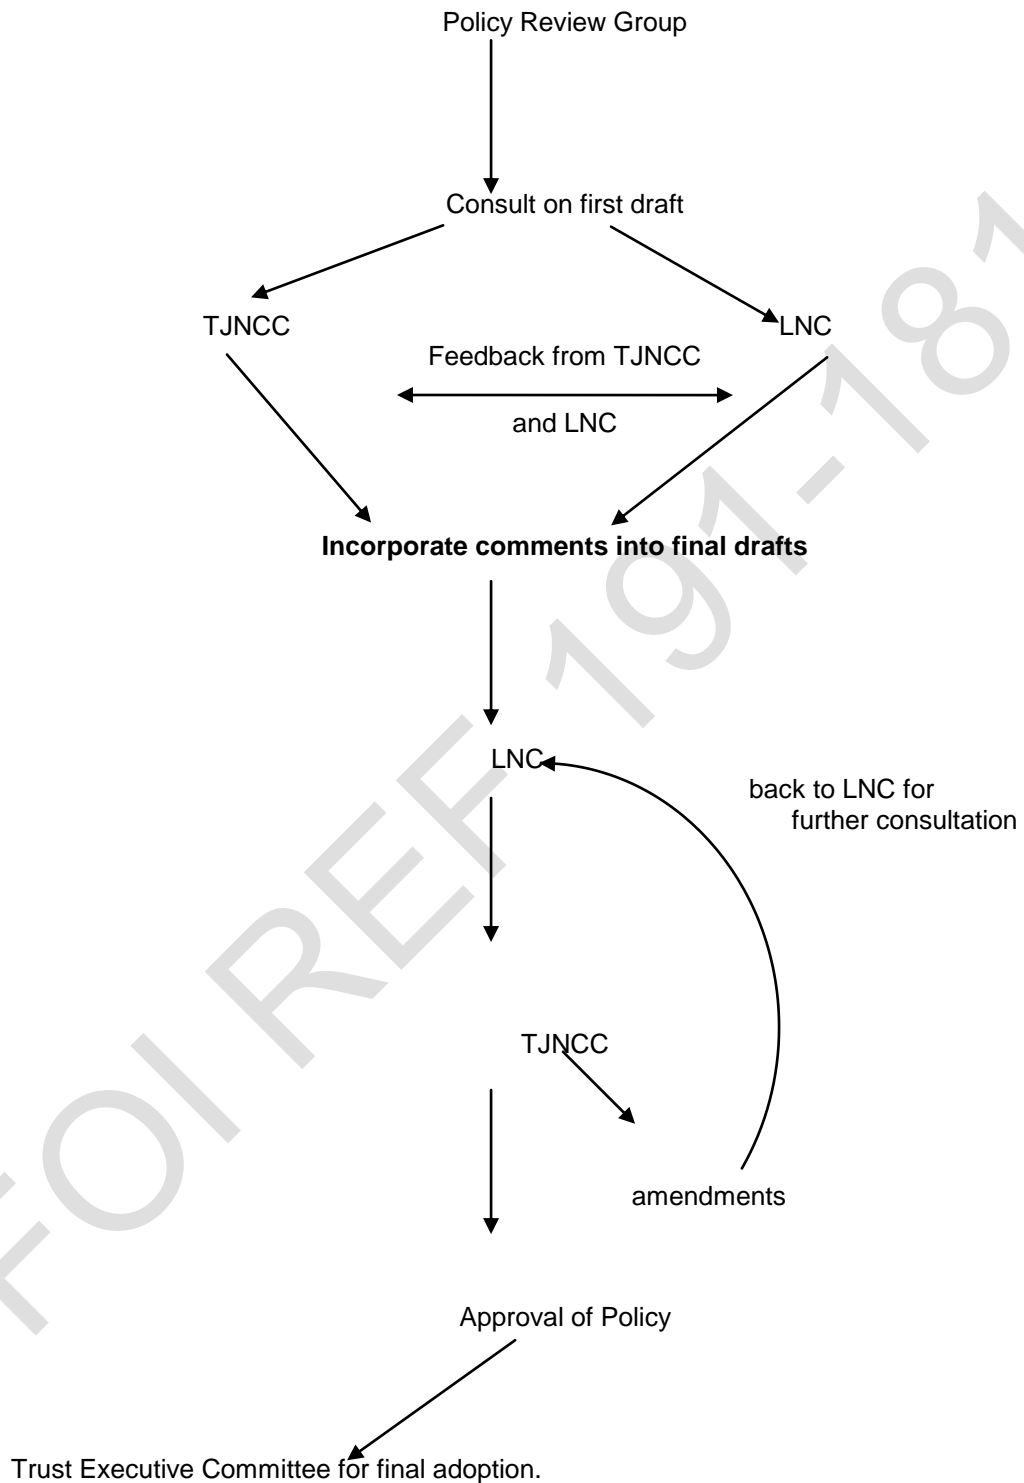 Policy Review Group
Consult on first draft
TJNCC
LNC
Feedback from TJNCC
and LNC
Incorporate comments into final drafts
LNC
back to LNC for
further consultation
TJNCC
amendments
Approval of Policy
Trust Executive Committee for final adoption.
FOI REF 191-181